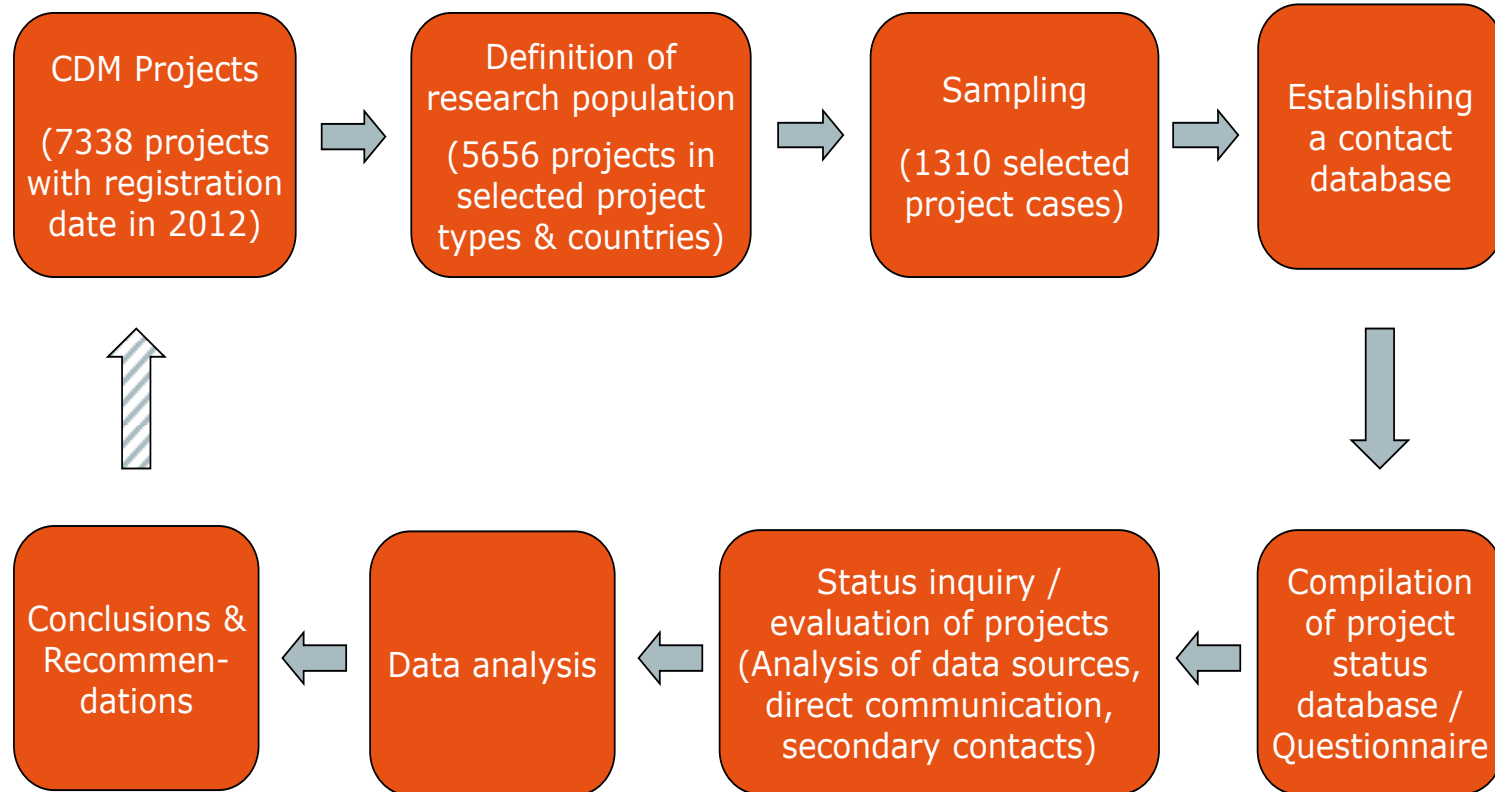 CDM Projects
(7338 projects
with registration
date in 2012)
Definition of
research population
(5656 projects in
selected project
types & countries)
Sampling
(1310 selected
project cases)
Establishing
a contact
database
Conclusions &
Recommen-
dations
Data analysis
Status inquiry /
evaluation of projects
(Analysis of data sources,
direct communication,
secondary contacts)
Compilation
of project
status
database /
Questionnaire